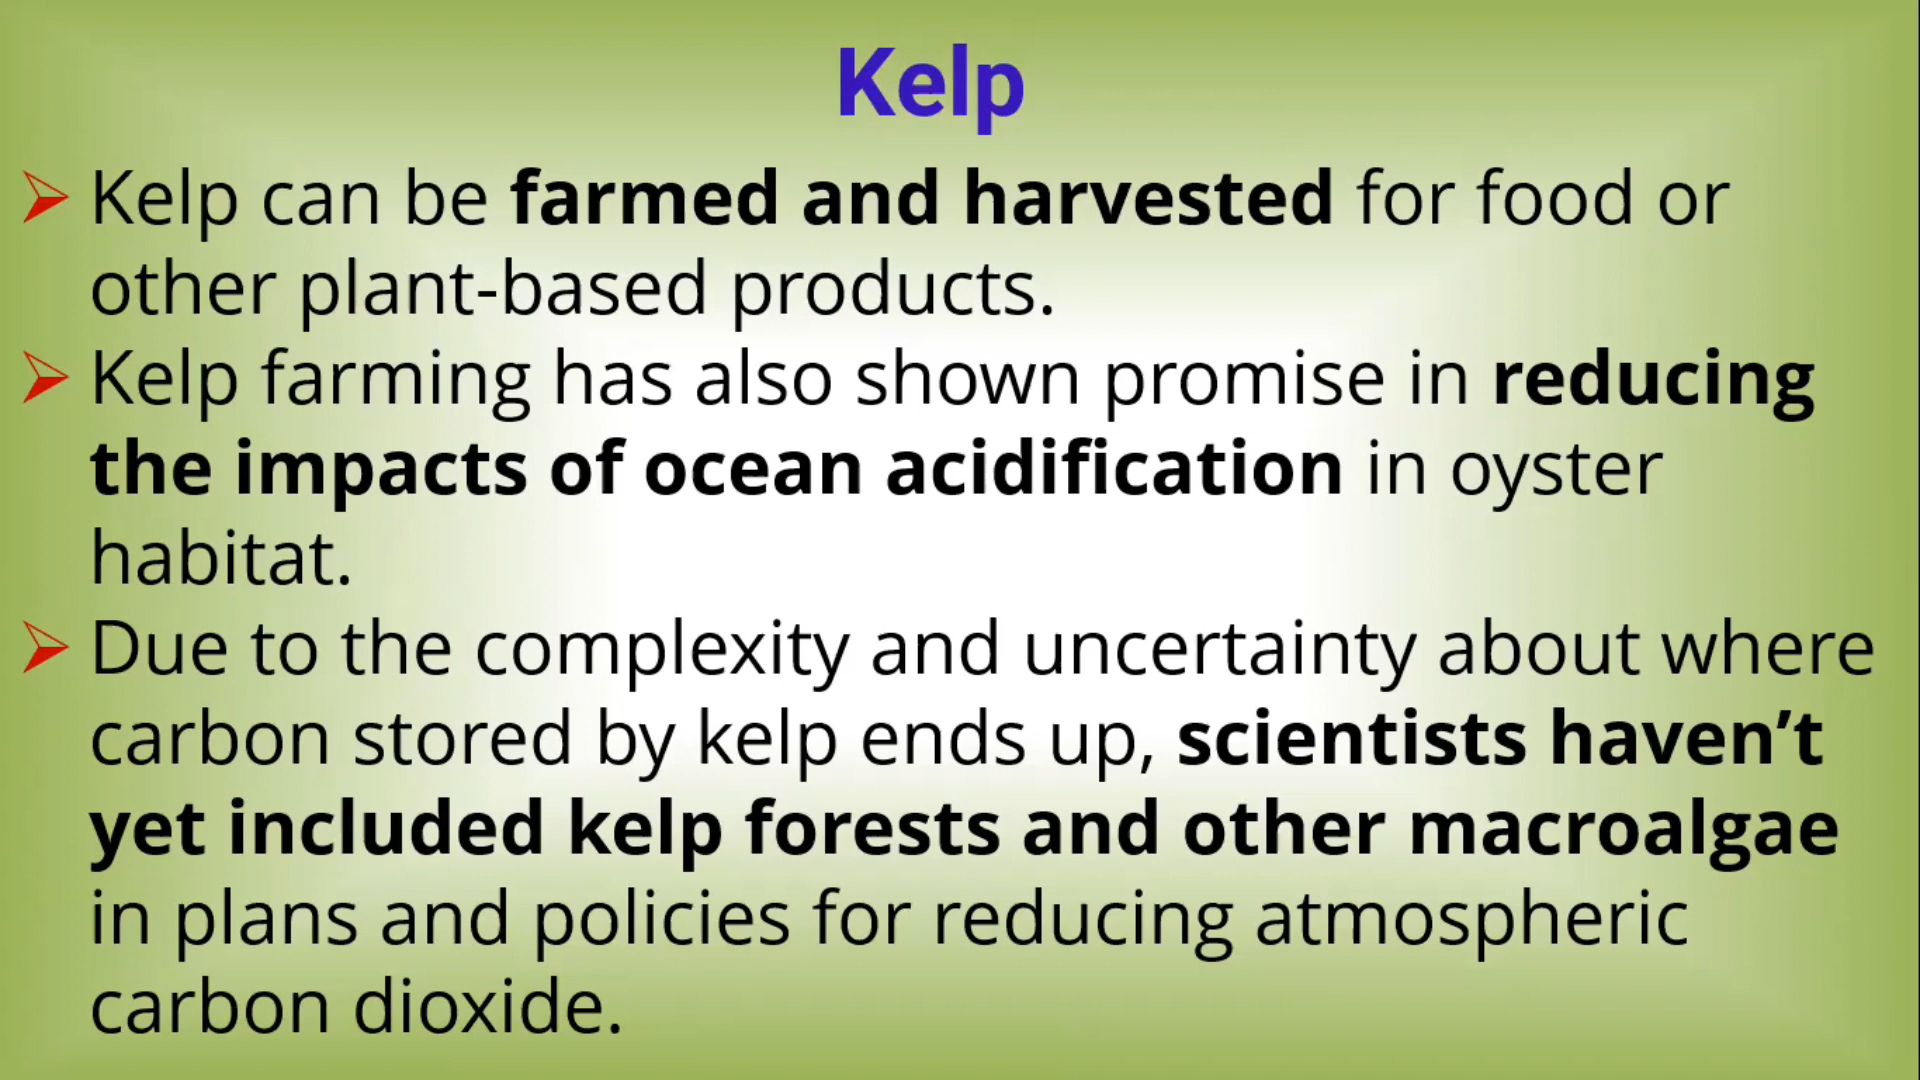 Kelp
Kelp can be farmed and harvested for food or
other plant-based products.
Kelp farming has also shown promise in reducing
the impacts of ocean acidification in oyster
habitat.
Due to the complexity and uncertainty about where
carbon stored by kelp ends up, scientists haven’t
yet included kelp forests and other macroalgae
in plans and policies for reducing atmospheric
carbon dioxide.